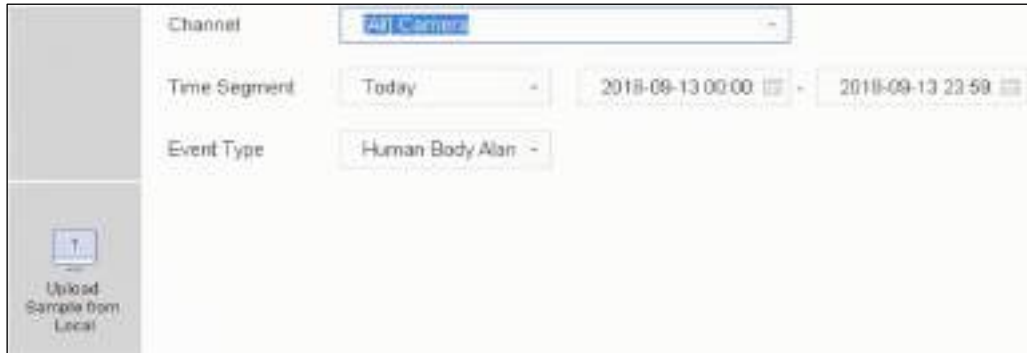 Channel [All] Camera
Time Segment Today 2018-09-13 00:00 - 2018-09-13 23:59
Event Type Human Body Alarr
Upload
Sample from
Local